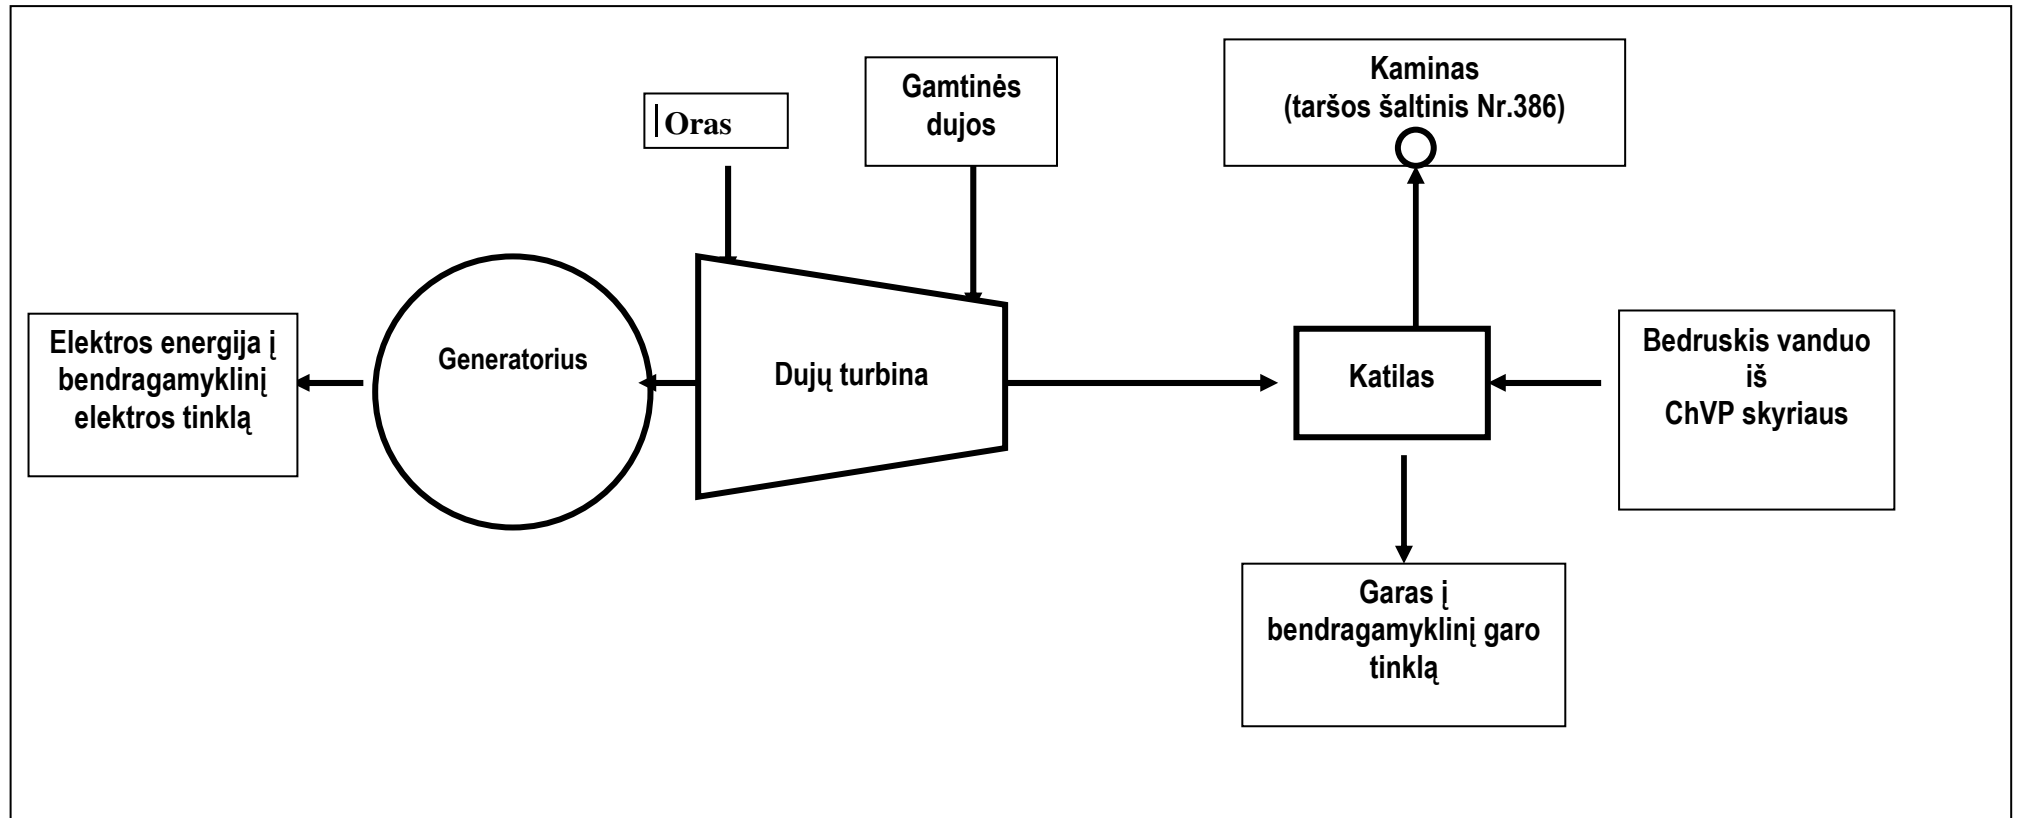 Kaminas
(taršos šaltinis Nr.386)
Gamtinės
dujos
Oras
Elektros energija į
bendragamyklinį
elektros tinklą
Generatorius
Dujų turbina
Katilas
Bedruskis vanduo
iš
ChVP skyriaus
Garas į
bendragamyklinį garo
tinklą